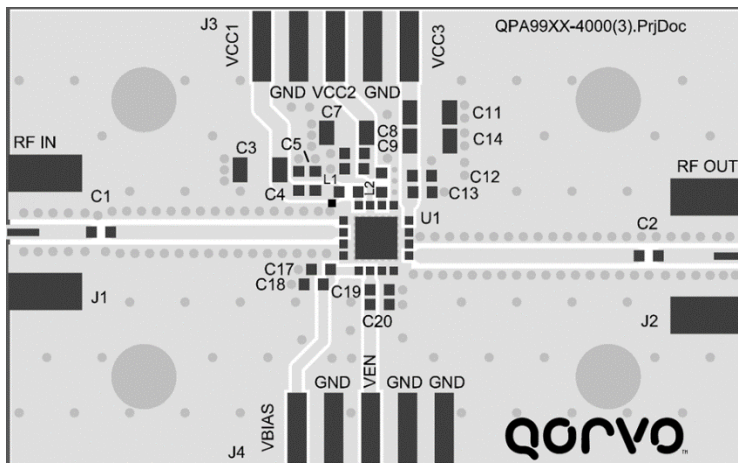 J3
VCC1
VCC3
QPA99XX-4000(3).PrjDoc
GND VCC2 GND
C7
C11
C8
C14
C9
C5
C3
C4
L1
L2
C12
C13
RF IN
RF OUT
C1
U1
C2
C17
C18
C19
C20
J1
J2
GND
VEN
GND GND
VBIAS
J4
QORVO
™